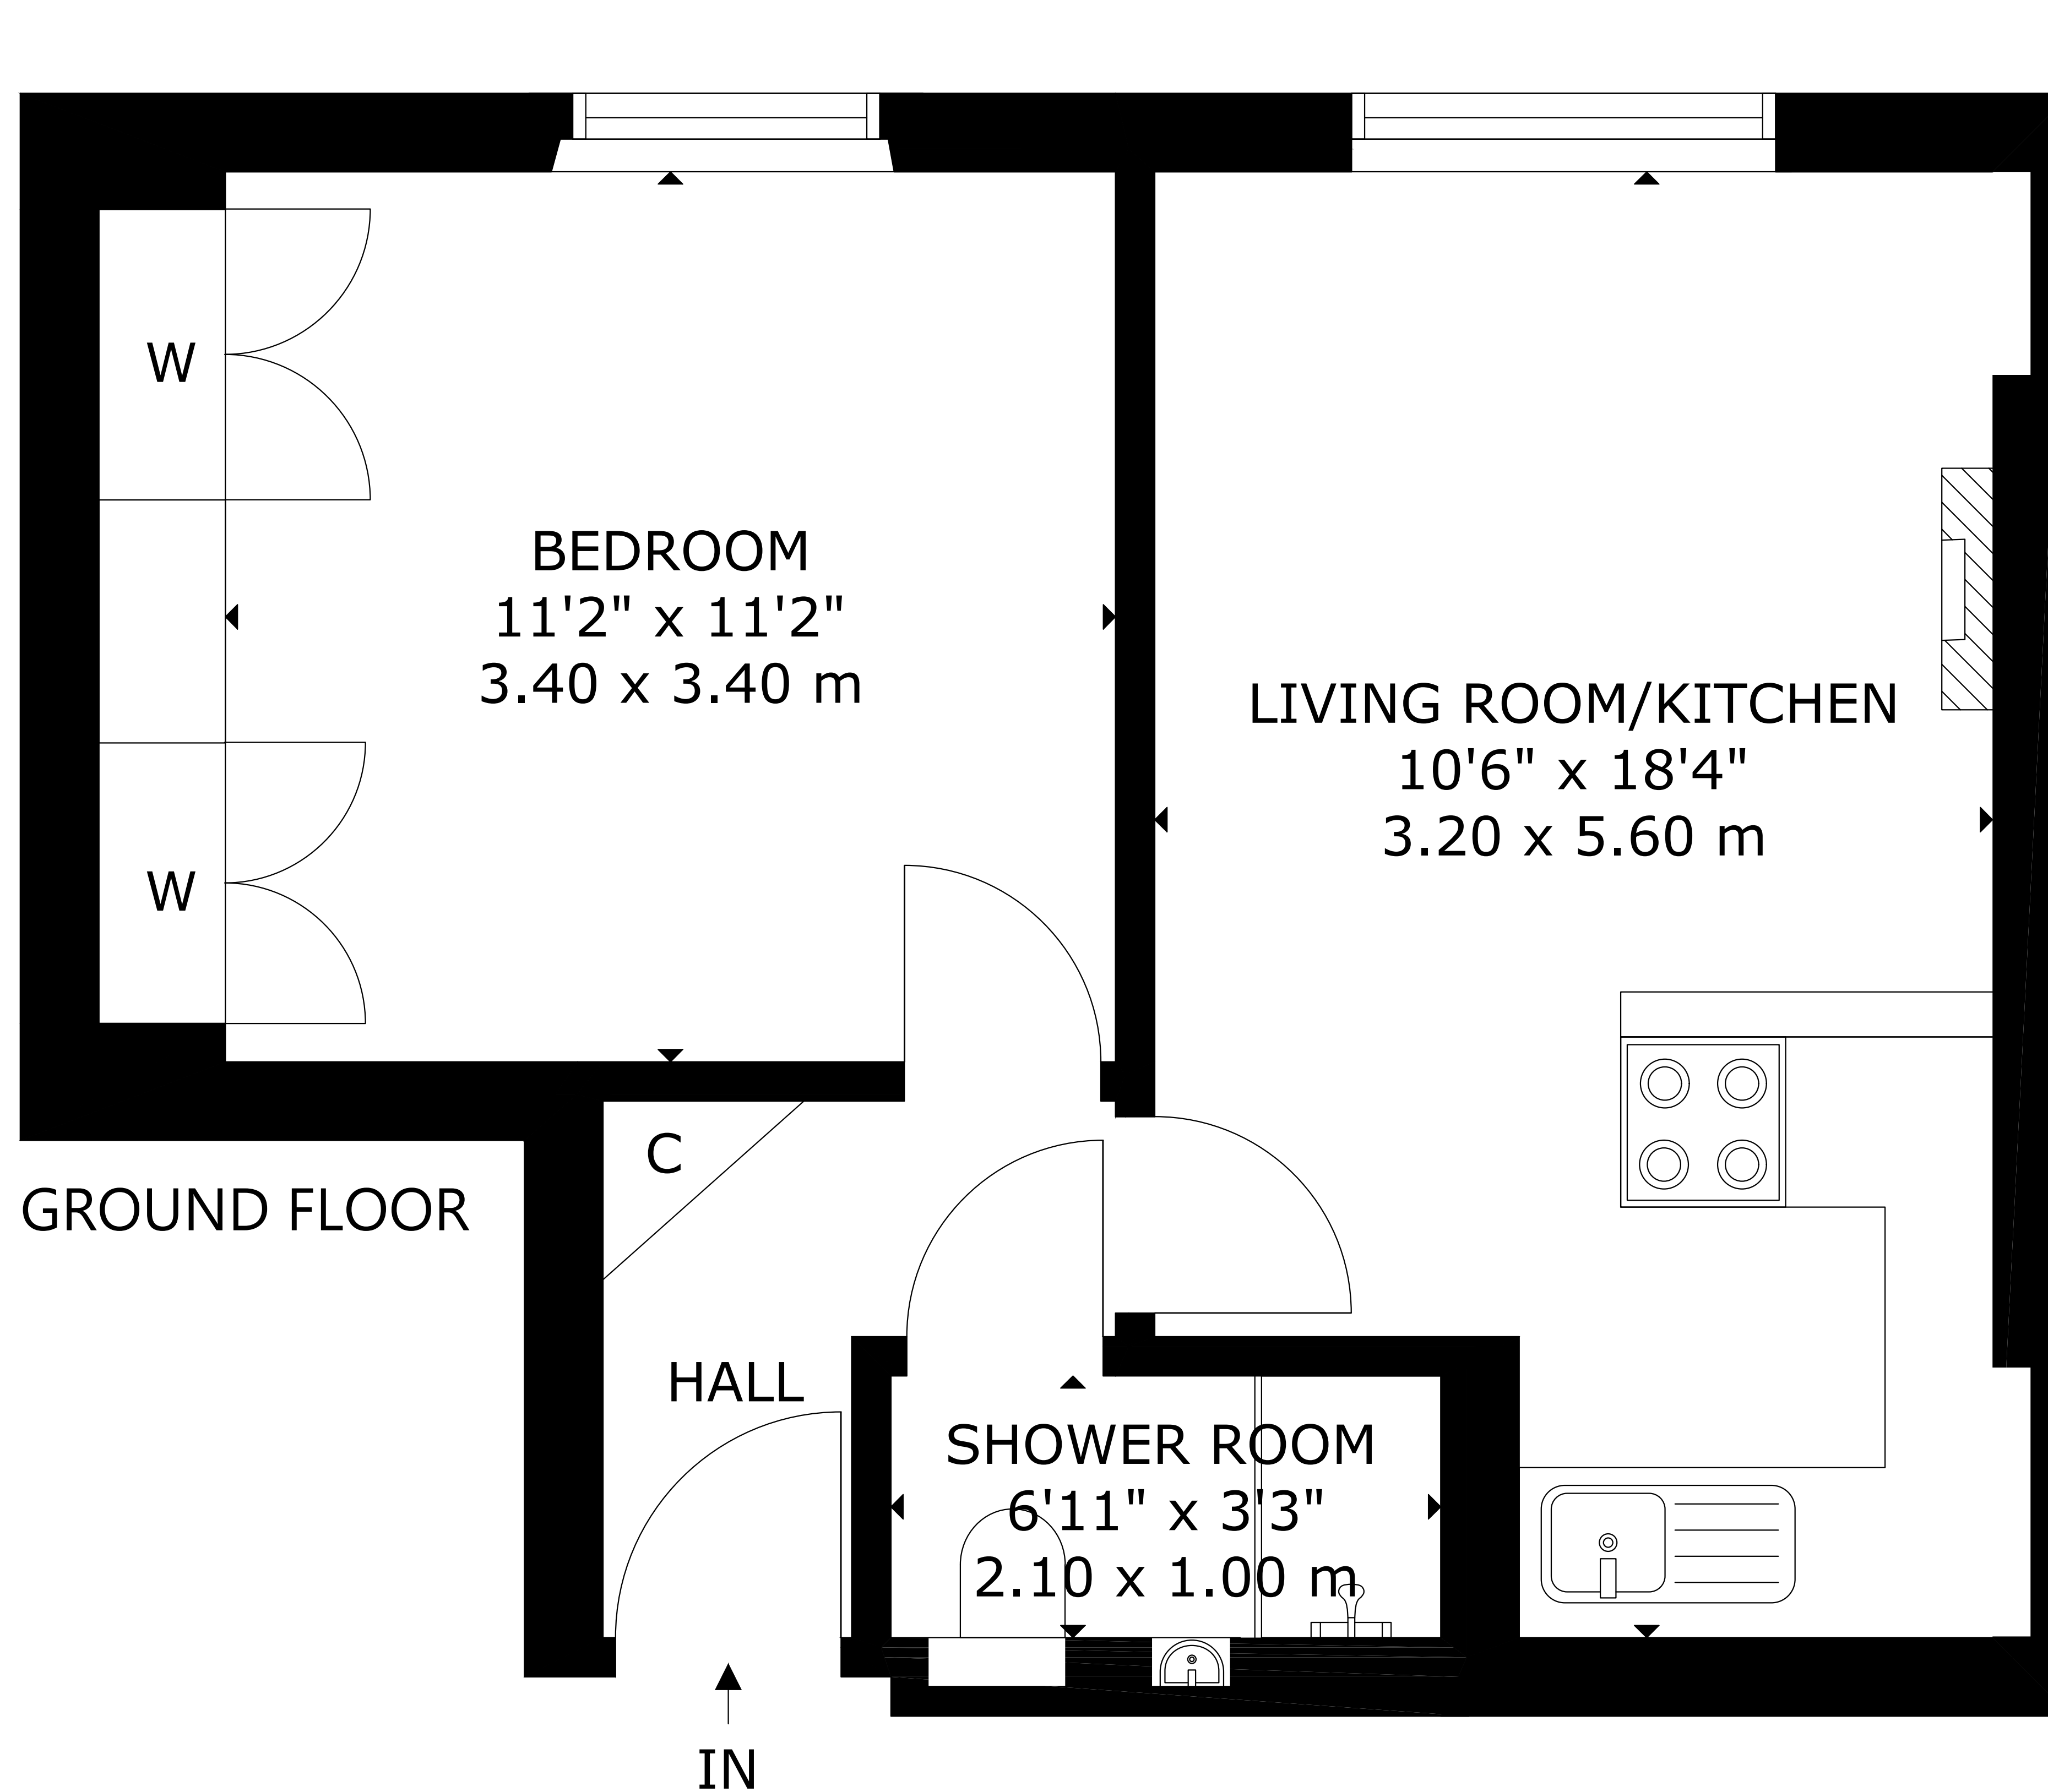 W
BEDROOM
11'2" x 11'2"
3.40 x 3.40 m
LIVING ROOM/KITCHEN
10'6" x 18'4"
3.20 x 5.60 m
W
C
GROUND FLOOR
HALL
SHOWER ROOM
6'11" x 3'3"
2.10 x 1.00 m
IN